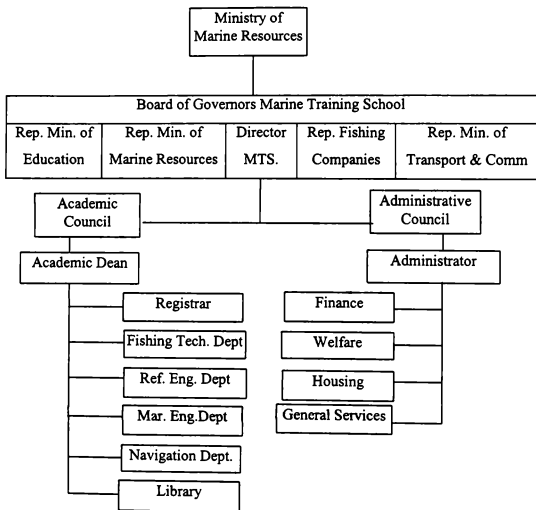 Ministry of
Marine Resources
Board of Governors Marine Training School
Rep. Min. of
Education
Rep. Min. of
Marine Resources
Director
MTS.
Rep. Fishing
Companies
Rep. Min. of
Transport & Comm
Academic
Council
Administrative
Council
Academic Dean
Administrator
Registrar
Fishing Tech. Dept
Ref. Eng. Dept
Mar. Eng.Dept
Navigation Dept.
Library
Finance
Welfare
Housing
General Services